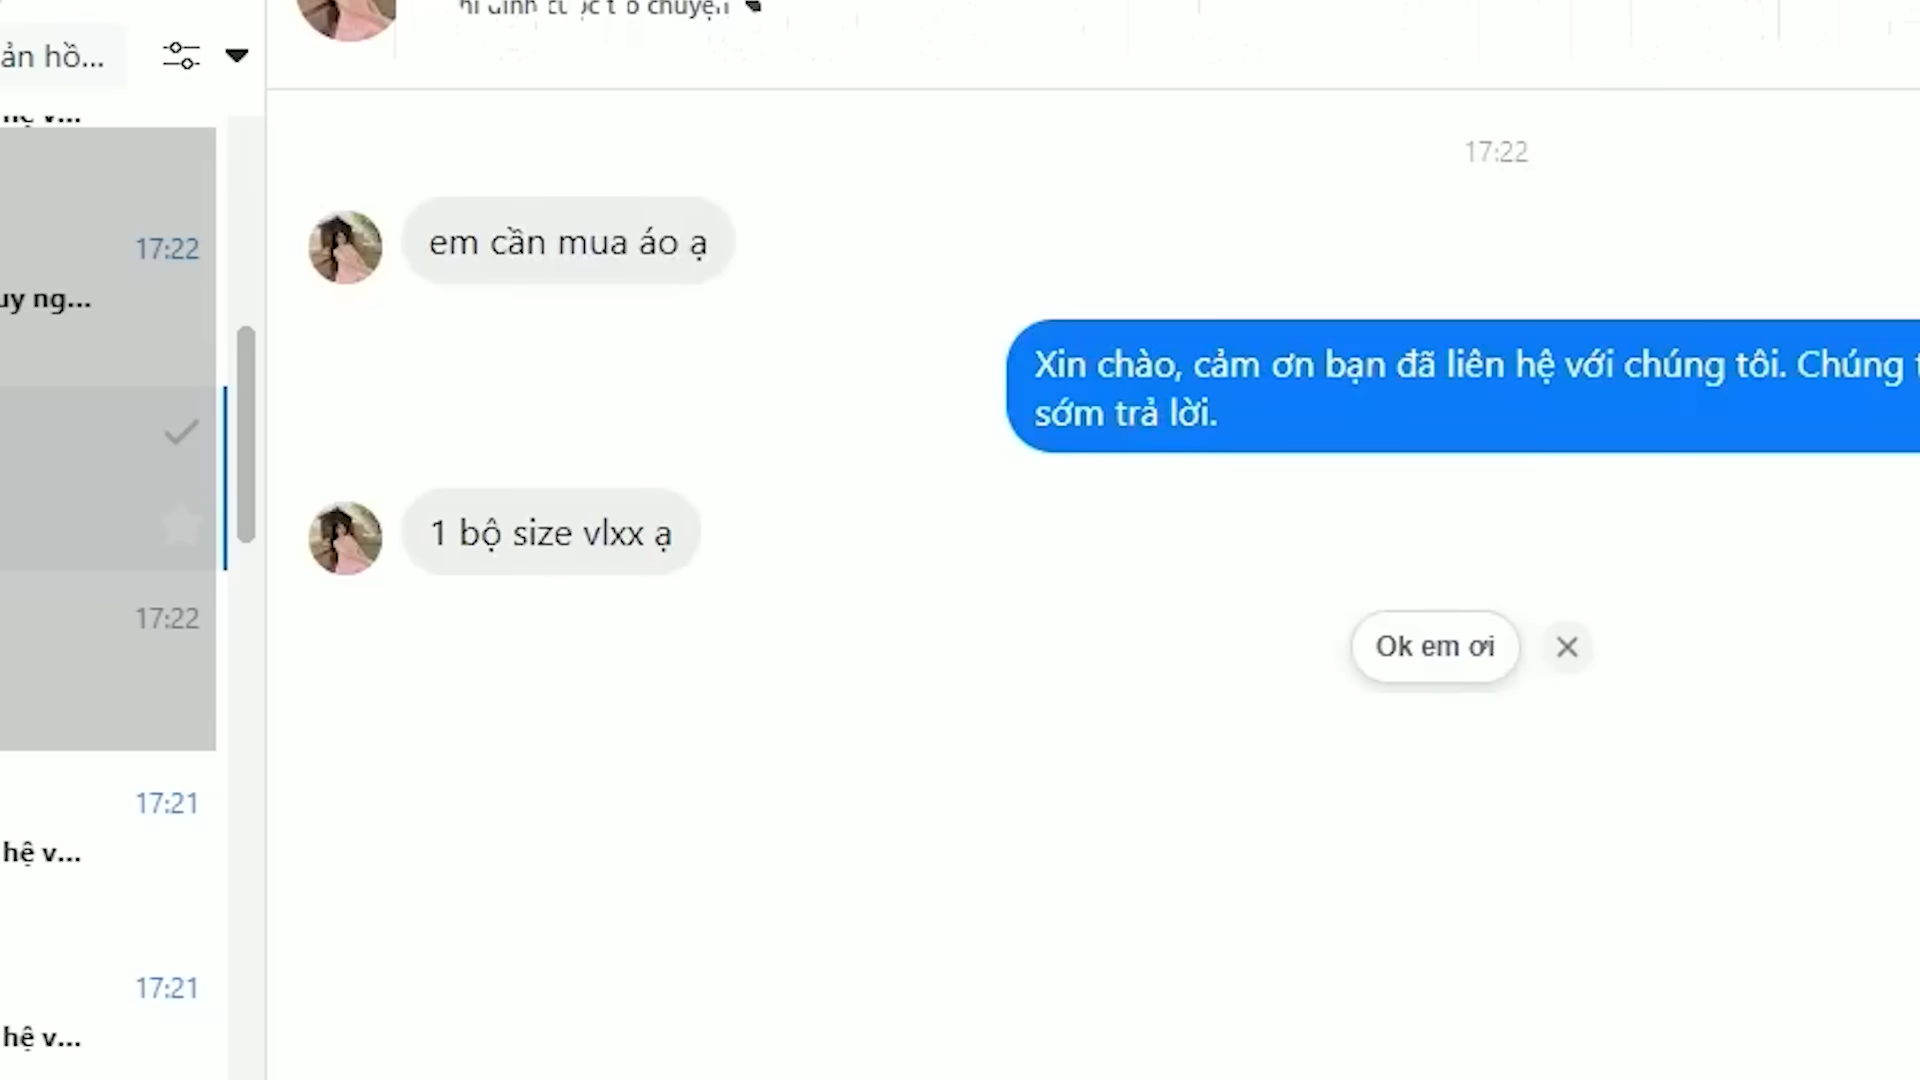 ản hồ...
hệ v...
17:22
uy ng...
17:22
17:21
hệ v...
17:21
hệ v...
17:22
em cần mua áo ạ
Xin chào, cảm ơn bạn đã liên hệ với chúng tôi. Chúng t
sớm trả lời.
1 bộ size vlxx ạ
Ok em ơi